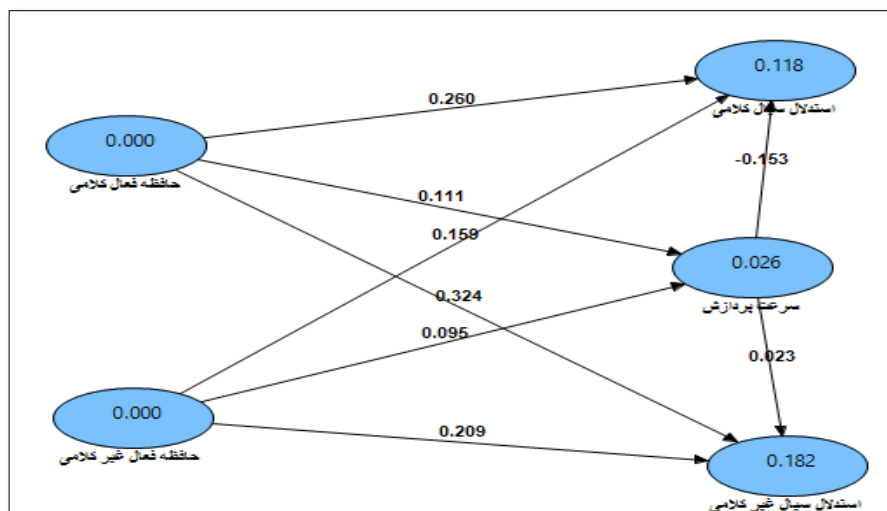 0.118
استدلال سیال کلامی
0.260
0.000
حافظه فعال کلامی
-0.153
0.111
0.159
0.026
سرعت پردازش
0.324
0.095
0.023
0.000
حافظه فعال غیر کلامی
0.209
0.182
استدلال سیال غیر کلامی